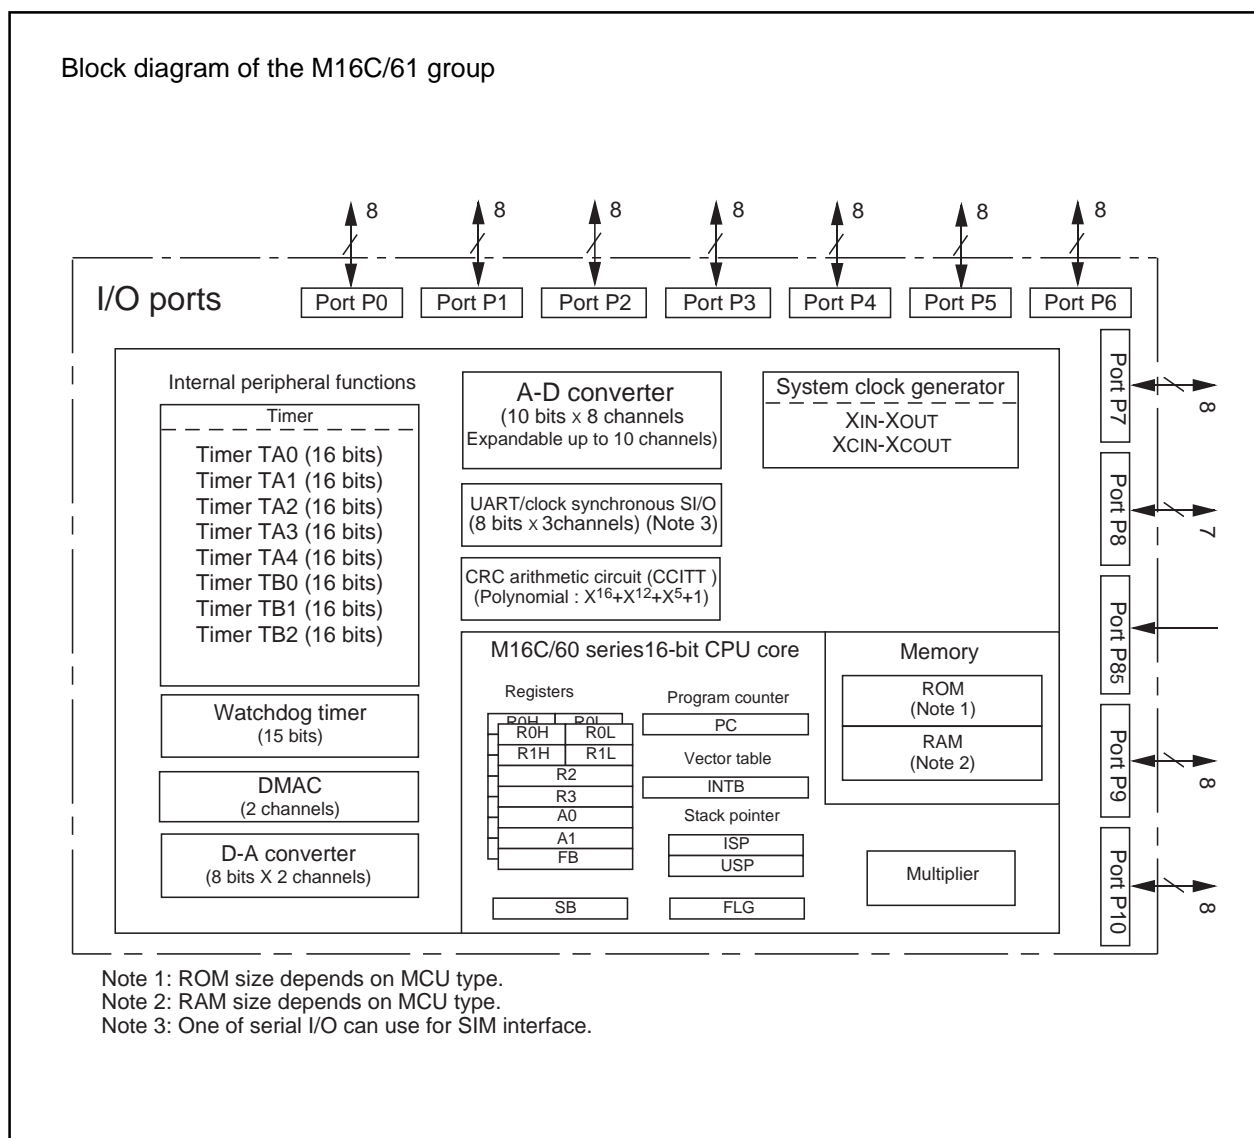 Block diagram of the M16C/61 group
8
8
8
8
8
8
8
I/O ports
Port P0
Port P1
Port P2
Port P3
Port P4
Port P5
Port P6
Internal peripheral functions
Timer
Timer TA0 (16 bits)
Timer TA1 (16 bits)
Timer TA2 (16 bits)
Timer TA3 (16 bits)
Timer TA4 (16 bits)
Timer TB0 (16 bits)
Timer TB1 (16 bits)
Timer TB2 (16 bits)
Watchdog timer
(15 bits)
DMAC
(2 channels)
D-A converter
(8 bits X 2 channels)
A-D converter
(10 bits x 8 channels
Expandable up to 10 channels)
UART/clock synchronous SI/O
(8 bits x 3channels) (Note 3)
CRC arithmetic circuit (CCITT )
(Polynomial : X16+X12+X5+1)
System clock generator
XIN-XOUT
XCIN-XCOUT
M16C/60 series16-bit CPU core
Registers
R0H R0L
R0H R0L
R1H R1L
R2
R3
A0
A1
FB
SB
Program counter
PC
Vector table
INTB
Stack pointer
ISP
USP
FLG
Memory
ROM
(Note 1)
RAM
(Note 2)
Multiplier
Port P7
8
Port P8
7
Port P85
Port P9
8
Port P10
8
Note 1: ROM size depends on MCU type.
Note 2: RAM size depends on MCU type.
Note 3: One of serial I/O can use for SIM interface.